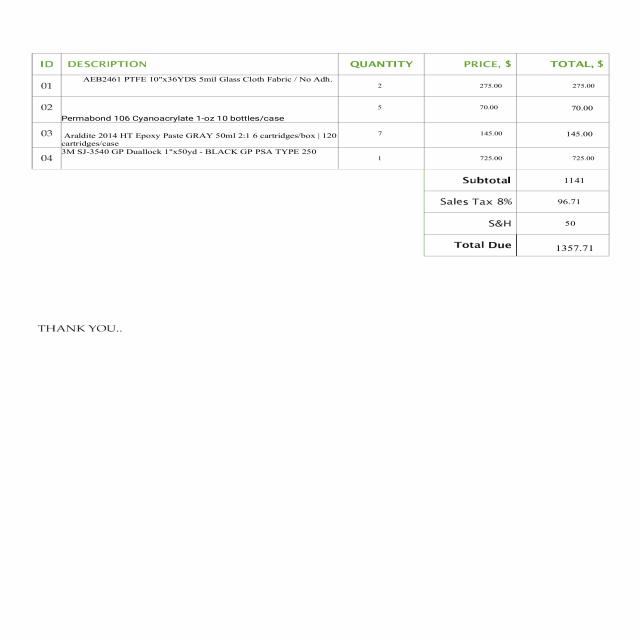 ID DESCRIPTION QUANTITY PRICE, $ TOTAL, $
01 AEB2461 PTFE 10"x36YDS 5mil Glass Cloth Fabric / No Adh. 2 275.00 275.00
02 Permabond 106 Cyanoacrylate 1-oz 10 bottles/case 5 70.00 70.00
03 Araldite 2014 HT Epoxy Paste GRAY 50ml 2:1 6 cartridges/box | 120 7 145.00 145.00
cartridges/case
04 3M SJ-3540 GP Duallock 1"x50yd - BLACK GP PSA TYPE 250 1 725.00 725.00
Subtotal 1141
Sales Tax 8% 96.71
S&H 50
Total Due 1357.71
THANK YOU..